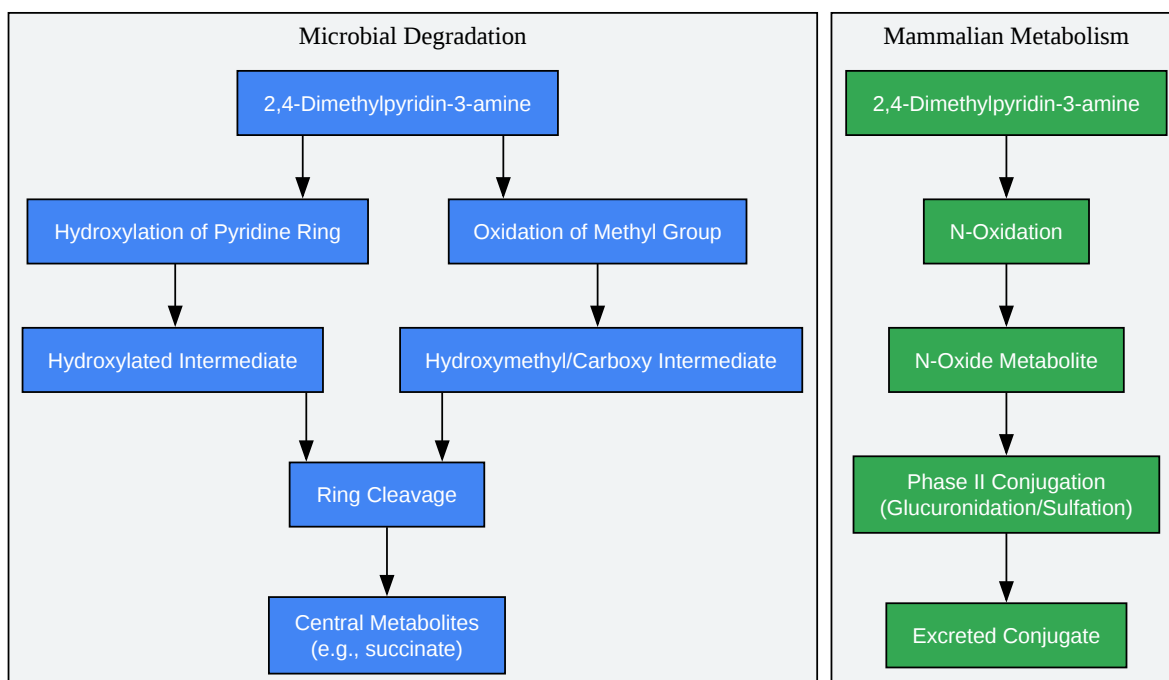 Microbial Degradation
2,4-Dimethylpyridin-3-amine
Hydroxylation of Pyridine Ring
Oxidation of Methyl Group
Hydroxylated Intermediate
Hydroxymethyl/Carboxy Intermediate
Ring Cleavage
Central Metabolites
(e.g., succinate)
Mammalian Metabolism
2,4-Dimethylpyridin-3-amine
N-Oxidation
N-Oxide Metabolite
Phase II Conjugation
(Glucuronidation/Sulfation)
Excreted Conjugate